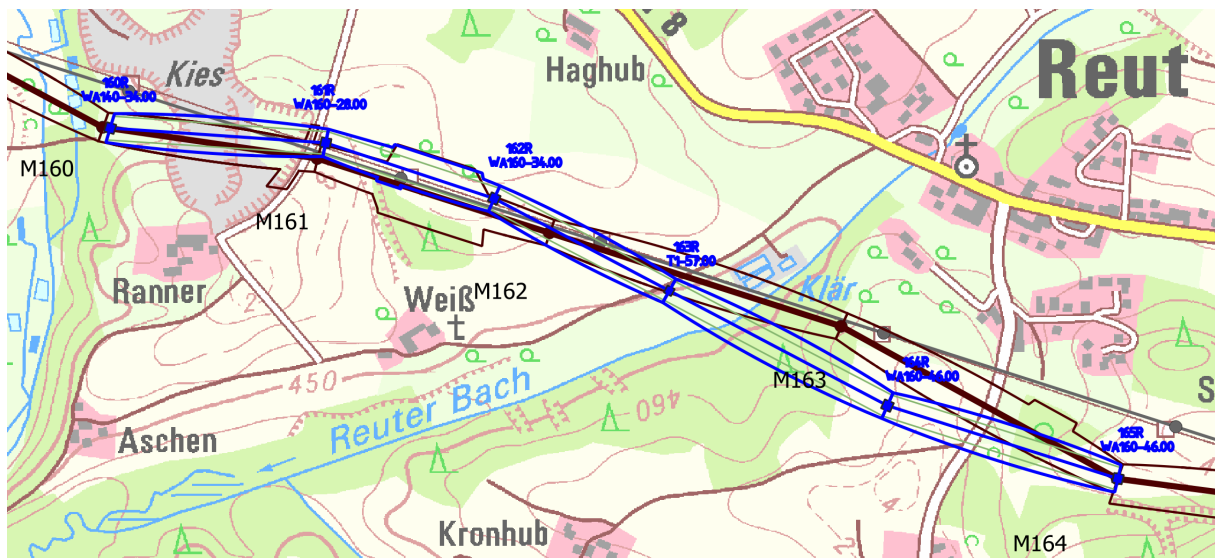 B
Reut
Haghub
Kies
160R
WA140-34.00
161R
WA160-28.00
162R
WA160-34.00
M160
M161
163R
T1-57.80
Ranner
2
Weiß
M162
Klär
450
Reuter Bach
460
M163
164R
WA160-46.00
S
Aschen
165R
WA160-46.00
Kronhub
M164